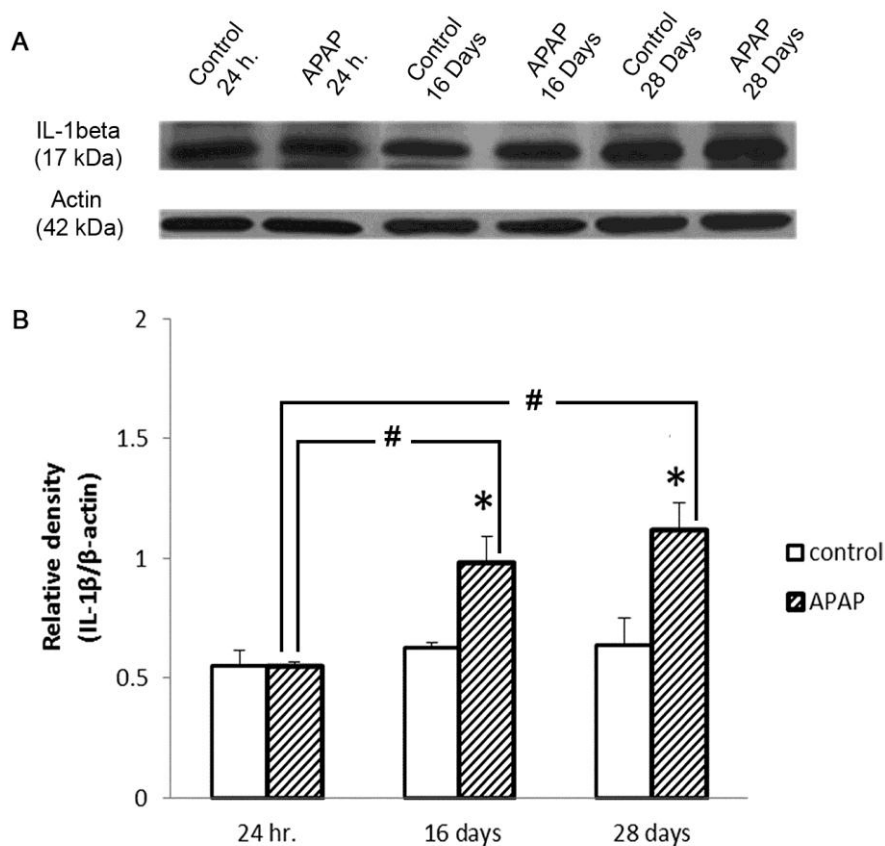 A
Control
24 h.
APAP
24 h.
Control
16 Days
APAP
16 Days
Control
28 Days
APAP
28 Days
IL-1beta
(17 kDa)
Actin
(42 kDa)
B
2
1.5
1
0.5
0
Relative density
(IL-1β/β-actin)
#
#
*
*
control
APAP
24 hr.
16 days
28 days